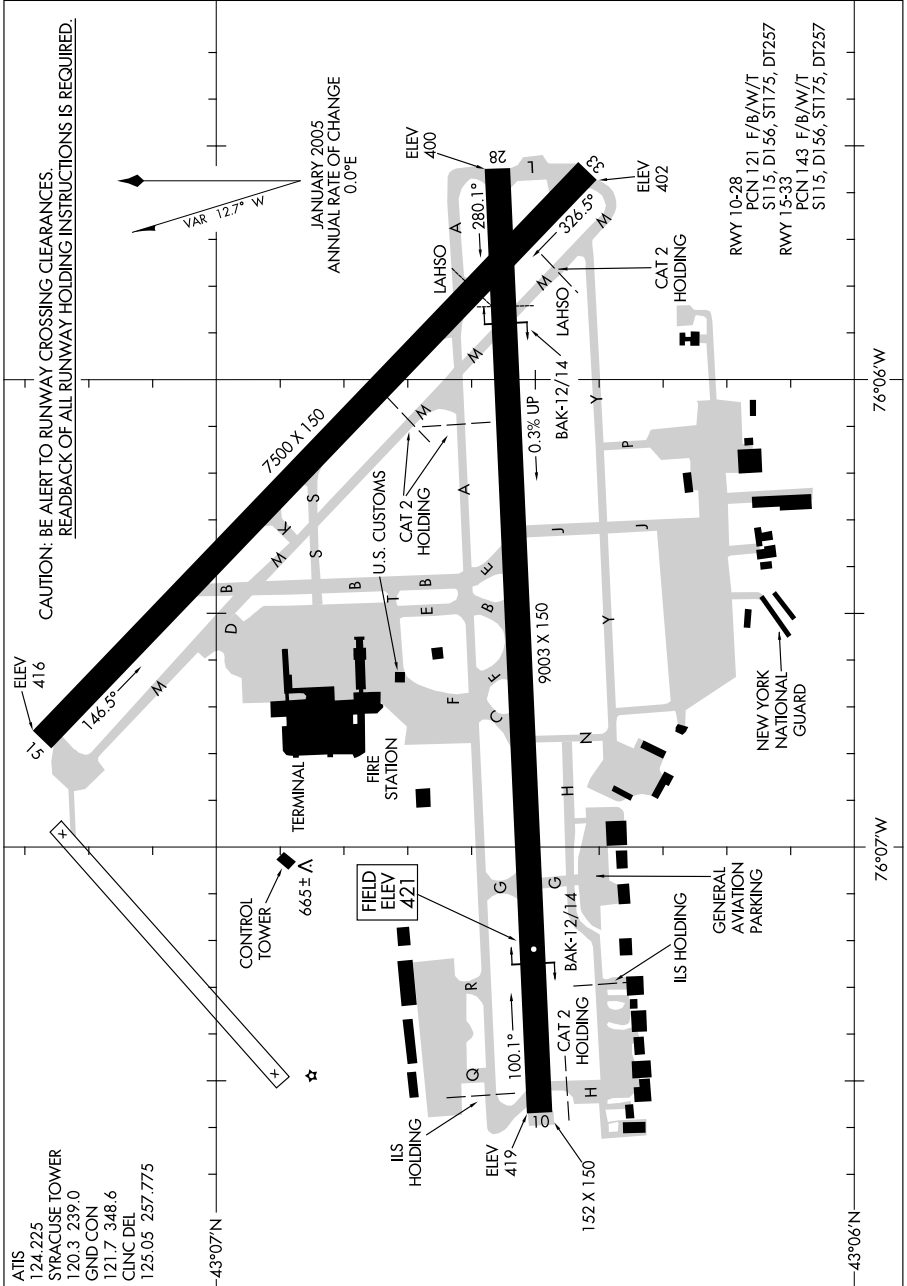 CAUTION: BE ALERT TO RUNWAY CROSSING CLEARANCES.
READBACK OF ALL RUNWAY HOLDING INSTRUCTIONS IS REQUIRED.
ATIS
124.225
SYRACUSE TOWER
120.3 239.0
GND CON
121.7 348.6
CLNC DEL
125.05 257.775
VAR 12.7° W
JANUARY 2005
ANNUAL RATE OF CHANGE
0.0°E
ELEV
416
15
146.5°
M
7500 X 150
D
B
M
K
S
S
B
T
U.S. CUSTOMS
CAT 2
HOLDING
M
M
TERMINAL
FIRE
STATION
CONTROL
TOWER
665±
X
X
43°07'N
E
B
F
A
A
LAHSO
280.1°
ELEV
400
28
L
326.5°
33
ELEV
402
M
M
LAHSO
CAT 2
HOLDING
BAK-12/14
0.3% UP
E
B
F
C
9003 X 150
J
J
Y
Y
P
N
H
G
G
FIELD
ELEV
421
R
Q
100.1°
BAK-12/14
CAT 2
HOLDING
ILS
HOLDING
ELEV
419
10
152 X 150
H
ILS HOLDING
GENERAL
AVIATION
PARKING
NEW YORK
NATIONAL
GUARD
RWY 10-28
PCN 121 F/B/W/T
S115, D156, ST175, DT257
RWY 15-33
PCN 143 F/B/W/T
S115, D156, ST175, DT257
43°06'N
76°07'W
76°06'W